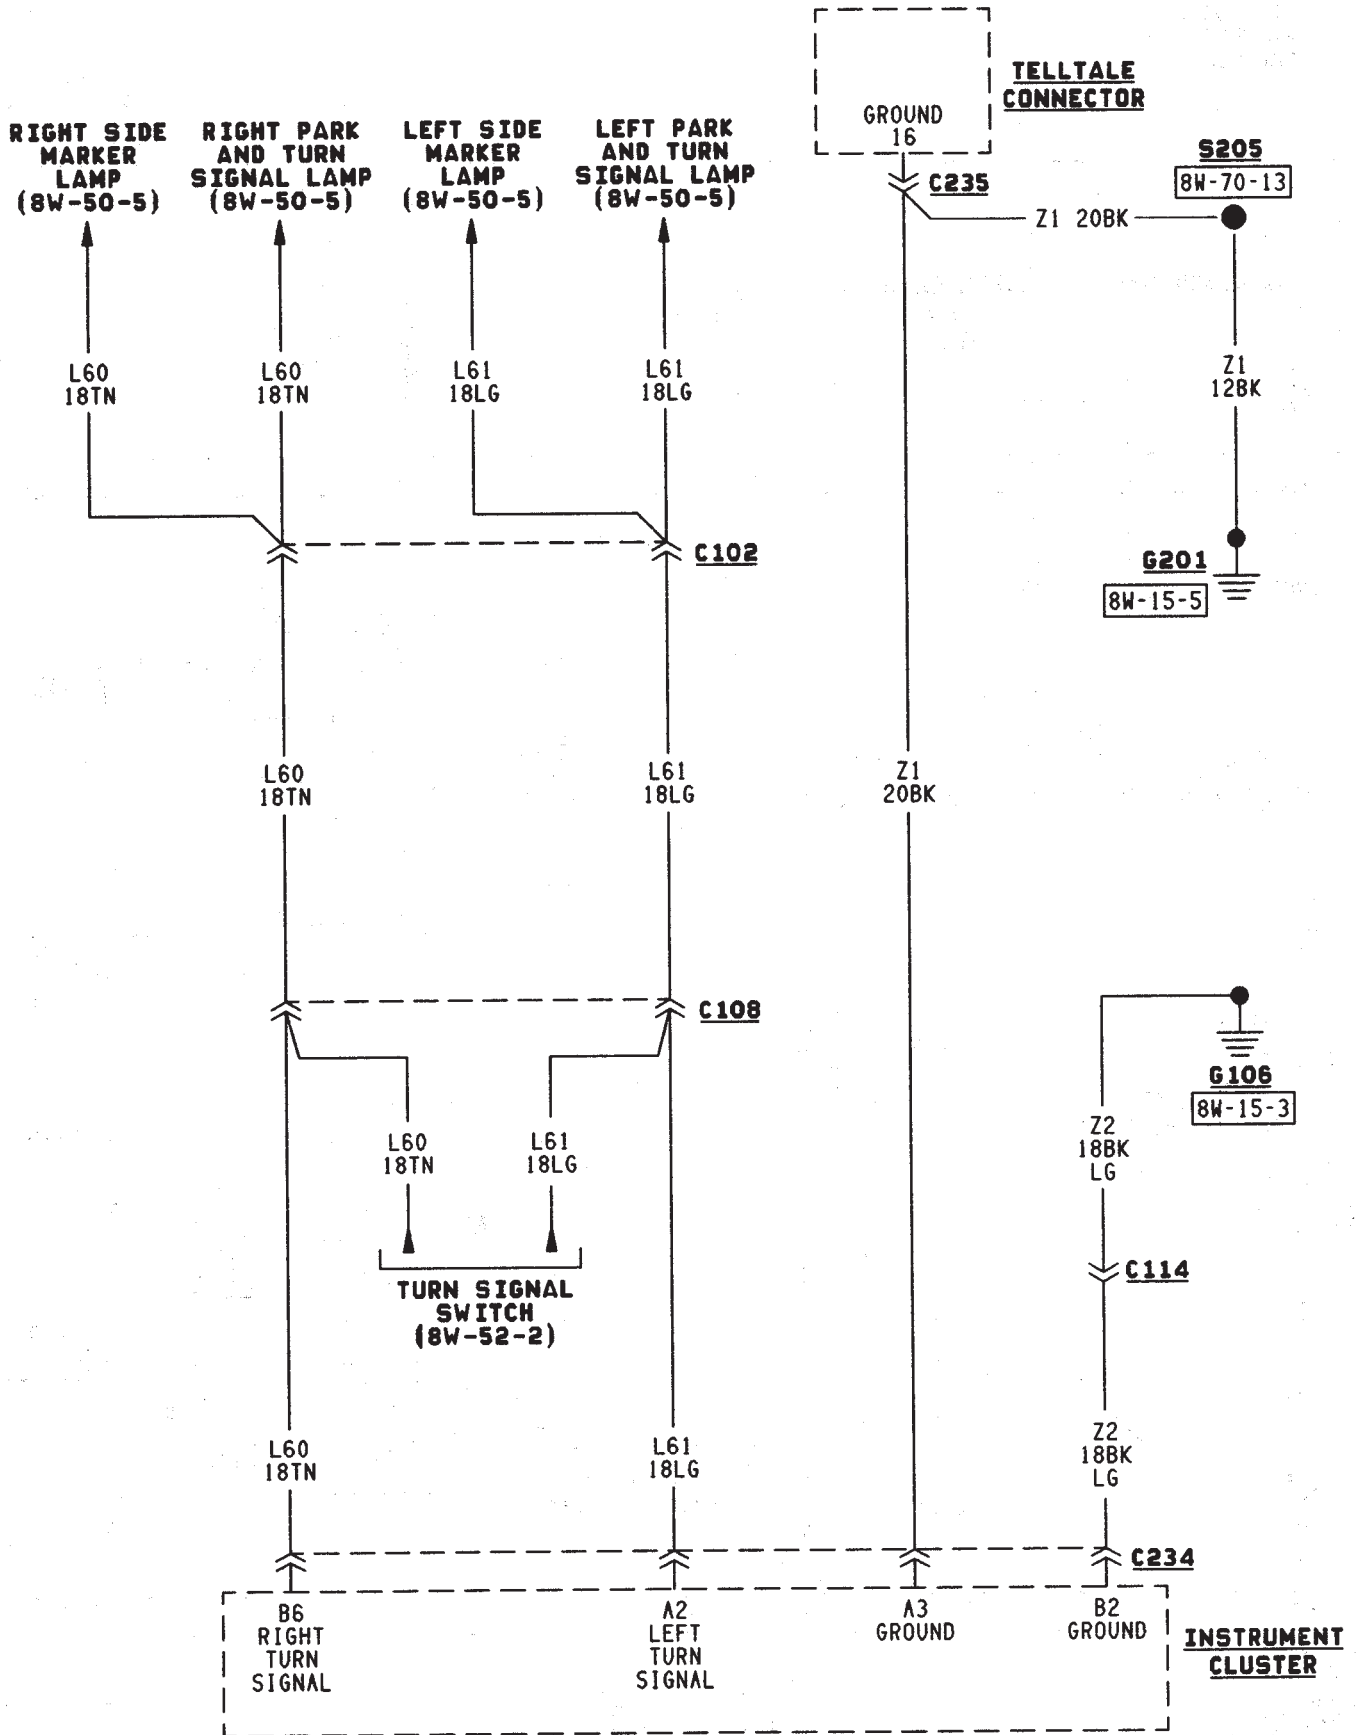 TELLTALE
CONNECTOR
GROUND
16
C235
S205
8W-70-13
Z1 20BK
RIGHT SIDE
MARKER
LAMP
(8W-50-5)
RIGHT PARK
AND TURN
SIGNAL LAMP
(8W-50-5)
LEFT SIDE
MARKER
LAMP
(8W-50-5)
LEFT PARK
AND TURN
SIGNAL LAMP
(8W-50-5)
L60
18TN
L60
18TN
L61
18LG
L61
18LG
Z1
12BK
C102
G201
8W-15-5
L60
18TN
L61
18LG
Z1
20BK
C108
G106
8W-15-3
L60
18TN
L61
18LG
Z2
18BK
LG
TURN SIGNAL
SWITCH
(8W-52-2)
C114
L60
18TN
L61
18LG
Z2
18BK
LG
C234
B6
RIGHT
TURN
SIGNAL
A2
LEFT
TURN
SIGNAL
A3
GROUND
B2
GROUND
INSTRUMENT
CLUSTER